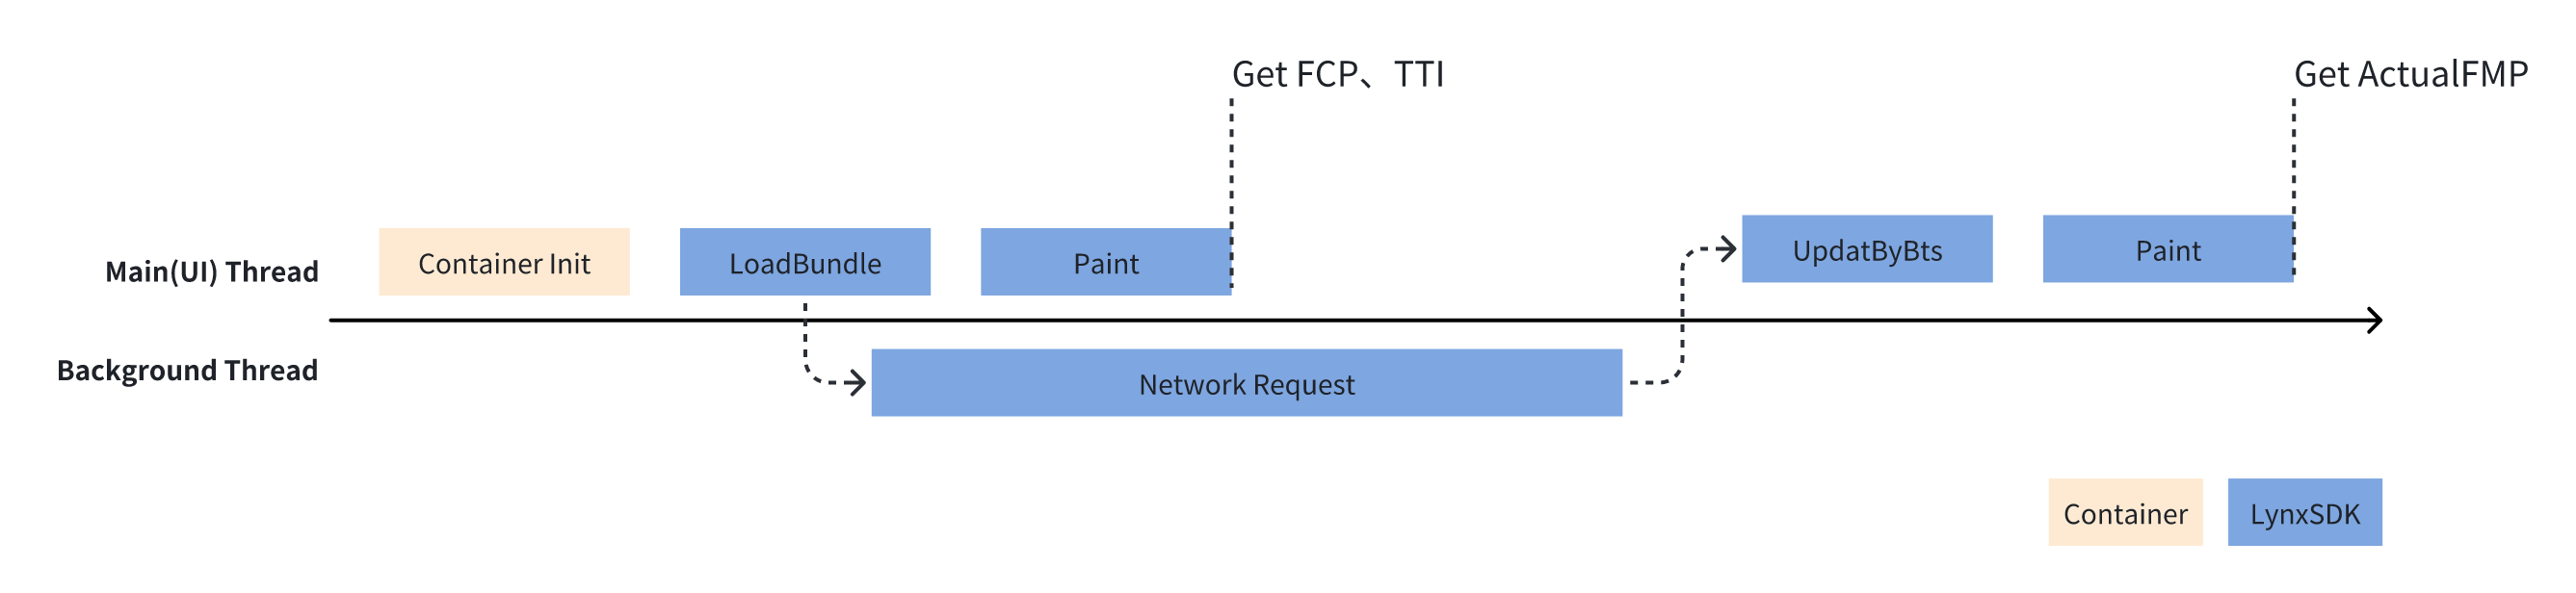 Get FCP、TTI
Get ActualFMP
Main(UI) Thread
Container Init
LoadBundle
Paint
UpdatByBts
Paint
Background Thread
Network Request
Container
LynxSDK